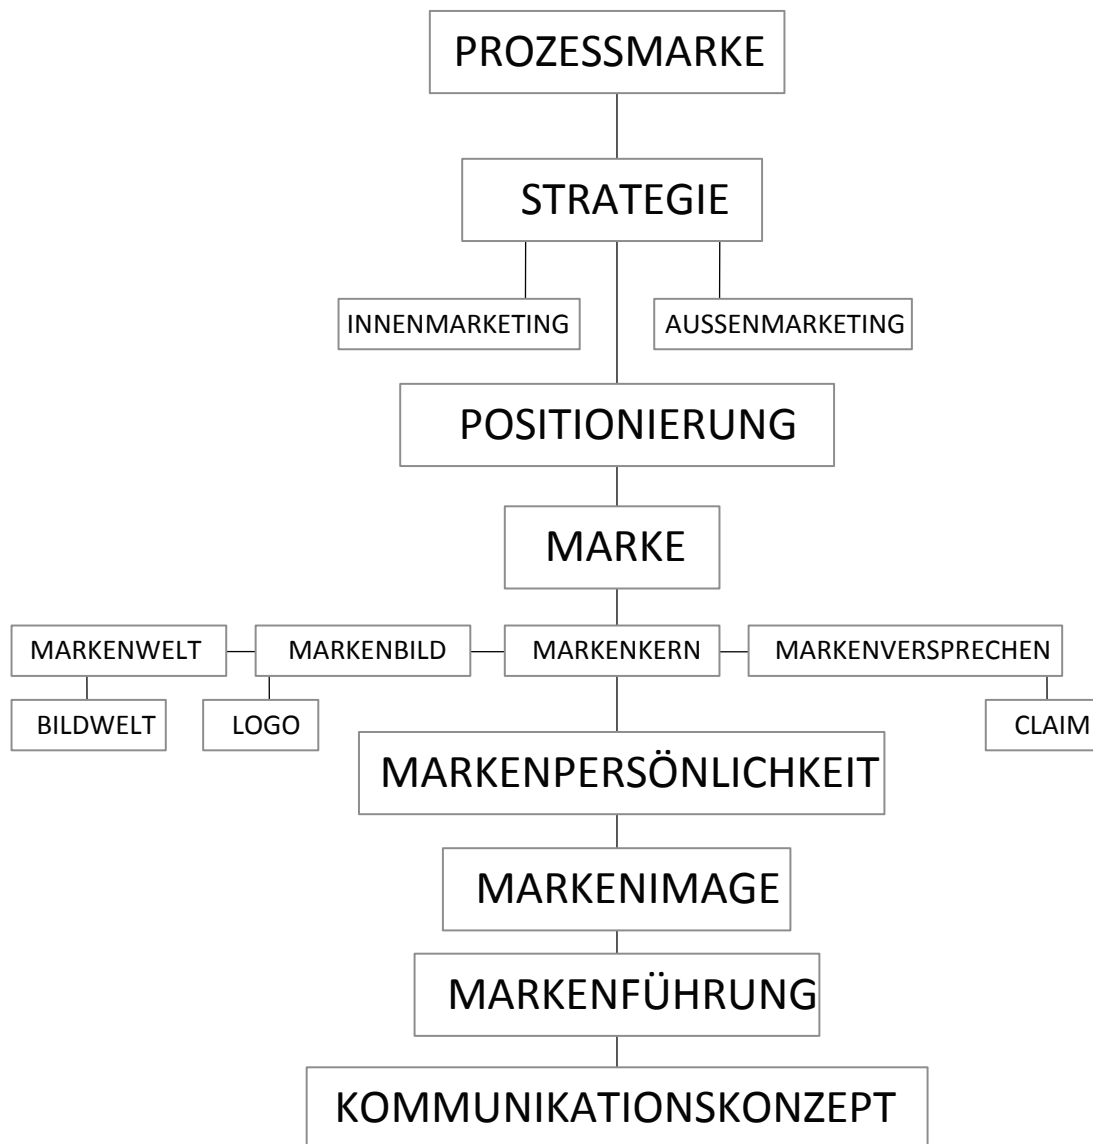 PROZESSMARKE
STRATEGIE
INNENMARKETING
AUSSENMARKETING
POSITIONIERUNG
MARKE
MARKENWELT
MARKENBILD
MARKENKERN
MARKENVERSPRECHEN
BILDWELT
LOGO
CLAIM
MARKENPERSÖNLICHKEIT
MARKENIMAGE
MARKENFÜHRUNG
KOMMUNIKATIONSKONZEPT